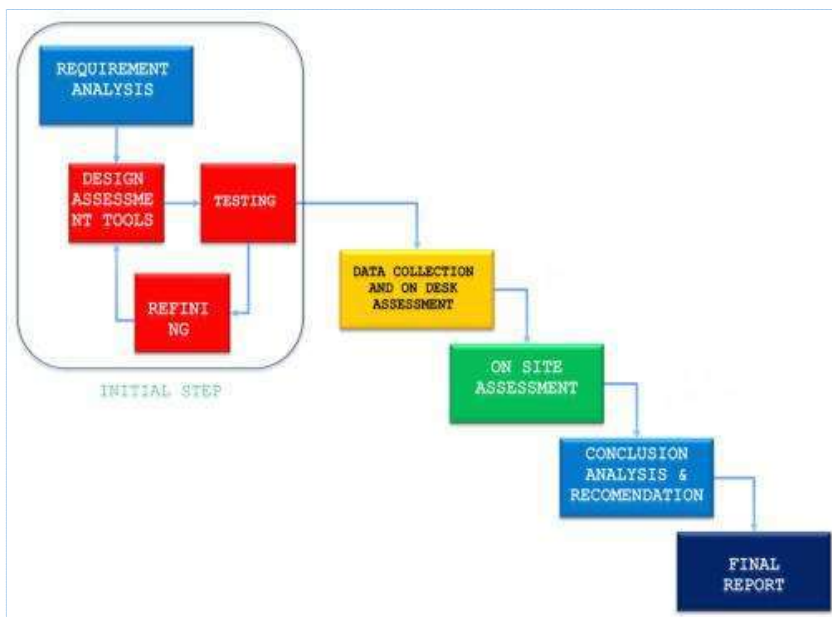 REQUIREMENT
ANALYSIS
DESIGN
ASSESSME
NT TOOLS
TESTING
REFINI
NG
INITIAL STEP
DATA COLLECTION
AND ON DESK
ASSESSMENT
ON SITE
ASSESSMENT
CONCLUSION
ANALYSIS &
RECOMENDATION
FINAL
REPORT